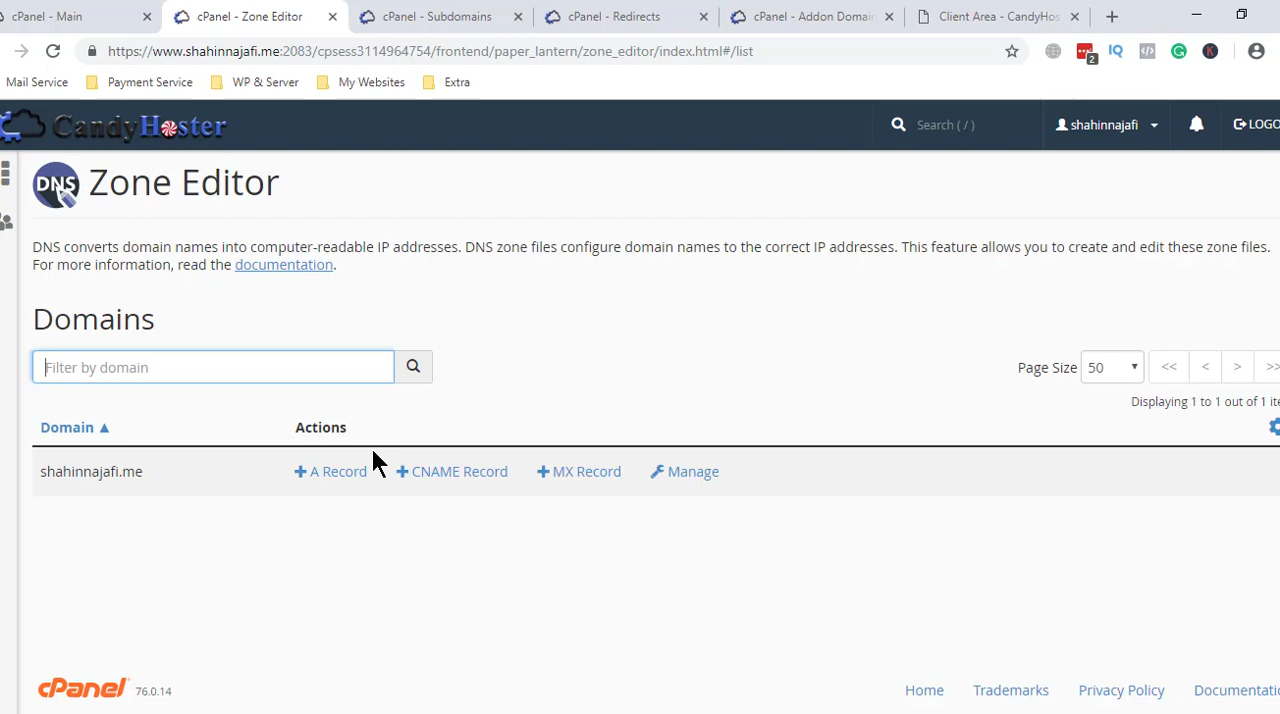 cPanel - Main
cPanel - Zone Editor
cPanel - Subdomains
cPanel - Redirects
cPanel - Addon Domain
Client Area - CandyHos
https://www.shahinnajafi.me:2083/cpsess3114964754/frontend/paper_lantern/zone_editor/index.html#/list
2
IQ
K
Mail Service
Payment Service
WP & Server
My Websites
Extra
CandyHoster
Search ( / )
shahinnajafi
LOGO
DNS
Zone Editor
DNS converts domain names into computer-readable IP addresses. DNS zone files configure domain names to the correct IP addresses. This feature allows you to create and edit these zone files.
For more information, read the documentation.
Domains
Filter by domain
Page Size 50
<< < > >>
Displaying 1 to 1 out of 1 ite
Domain ▲ Actions
shahinnajafi.me + A Record + CNAME Record + MX Record Manage
cPanel 76.0.14
Home Trademarks Privacy Policy Documentati